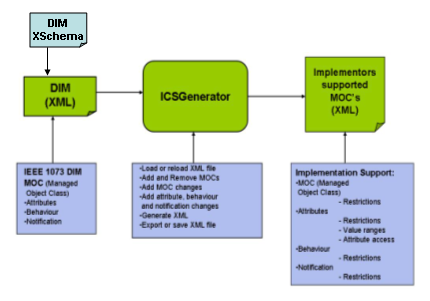 DIM
XSchema
DIM
(XML)
ICSGenerator
Implementors
supported
MOC's
(XML)
IEEE 1073 DIM
MOC (Managed
Object Class)
•Attributes
•Behaviour
•Notification
•Load or reload XML file
•Add and Remove MOCs
•Add MOC changes
•Add attribute, behaviour
and notification changes
•Generate XML
•Export or save XML file
Implementation Support:
•MOC (Managed
Object Class)
- Restrictions
•Attributes
- Restrictions
- Value ranges
- Attribute access
•Behaviour
- Restrictions
•Notification
- Restrictions